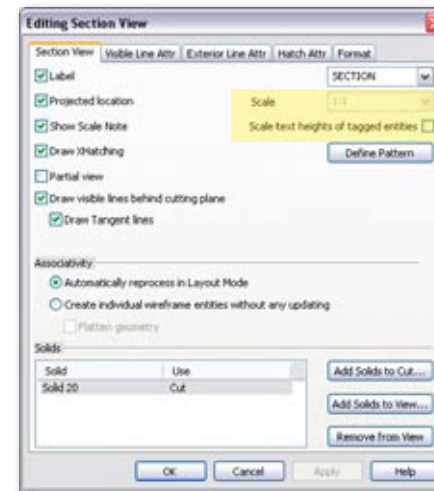 Editing Section View
Section View Visible Line Attr Exterior Line Attr Hatch Attr Format
Label SECTION
Projected location Scale 1:1
Show Scale Note Scale text heights of tagged entities
Draw XHatching Define Pattern
Partial view
Draw visible lines behind cutting plane
Draw Tangent lines
Associativity
Automatically reprocess in Layout Mode
Create individual wireframe entities without any updating
Flatten geometry
Solids
Solid Use Add Solids to Cut...
Solid 20 Cut
Add Solids to View...
Remove from View
OK Cancel Apply Help